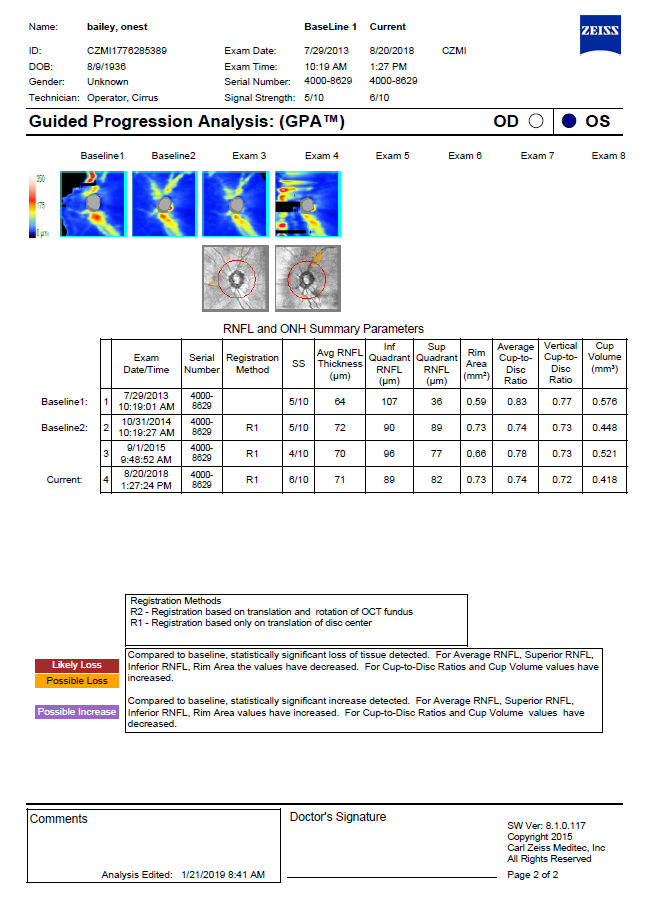 Name: bailey, onest BaseLine 1 Current
ZEISS
ID: CZMI1776285389 Exam Date: 7/29/2013 8/20/2018 CZMI
DOB: 8/9/1936 Exam Time: 10:19 AM 1:27 PM
Gender: Unknown Serial Number: 4000-8629 4000-8629
Technician: Operator, Cirrus Signal Strength: 5/10 6/10
Guided Progression Analysis: (GPA™) OD OS
Baseline1 Baseline2 Exam 3 Exam 4 Exam 5 Exam 6 Exam 7 Exam 8
350
175
0 µm
RNFL and ONH Summary Parameters
Exam Date/Time Serial Number Registration Method SS Avg RNFL Thickness (µm) Inf Quadrant RNFL (µm) Sup Quadrant RNFL (µm) Rim Area (mm²) Average Cup-to-Disc Ratio Vertical Cup-to-Disc Ratio Cup Volume (mm³)
Baseline1: 1 7/29/2013 10:19:01 AM 4000-8629 5/10 64 107 36 0.59 0.83 0.77 0.576
Baseline2: 2 10/31/2014 10:19:27 AM 4000-8629 R1 5/10 72 90 89 0.73 0.74 0.73 0.448
3 9/1/2015 9:48:52 AM 4000-8629 R1 4/10 70 96 77 0.66 0.78 0.73 0.521
Current: 4 8/20/2018 1:27:24 PM 4000-8629 R1 6/10 71 89 82 0.73 0.74 0.72 0.418
Registration Methods
R2 - Registration based on translation and rotation of OCT fundus
R1 - Registration based only on translation of disc center
Likely Loss
Possible Loss
Compared to baseline, statistically significant loss of tissue detected. For Average RNFL, Superior RNFL,
Inferior RNFL, Rim Area the values have decreased. For Cup-to-Disc Ratios and Cup Volume values have
increased.
Possible Increase
Compared to baseline, statistically significant increase detected. For Average RNFL, Superior RNFL,
Inferior RNFL, Rim Area values have increased. For Cup-to-Disc Ratios and Cup Volume values have
decreased.
Comments
Analysis Edited: 1/21/2019 8:41 AM
Doctor's Signature
SW Ver: 8.1.0.117
Copyright 2015
Carl Zeiss Meditec, Inc
All Rights Reserved
Page 2 of 2